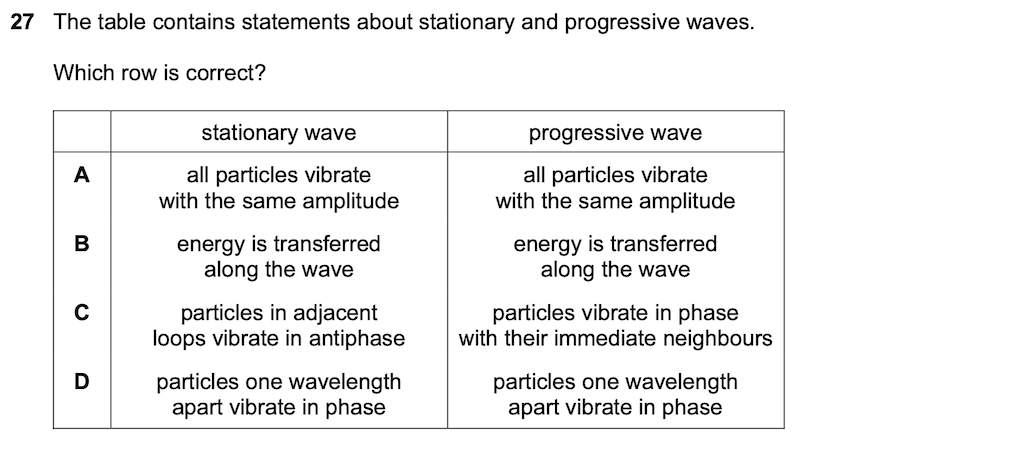 27 The table contains statements about stationary and progressive waves.
Which row is correct?
stationary wave progressive wave
A all particles vibrate all particles vibrate
with the same amplitude with the same amplitude
B energy is transferred energy is transferred
along the wave along the wave
C particles in adjacent particles vibrate in phase
loops vibrate in antiphase with their immediate neighbours
D particles one wavelength particles one wavelength
apart vibrate in phase apart vibrate in phase